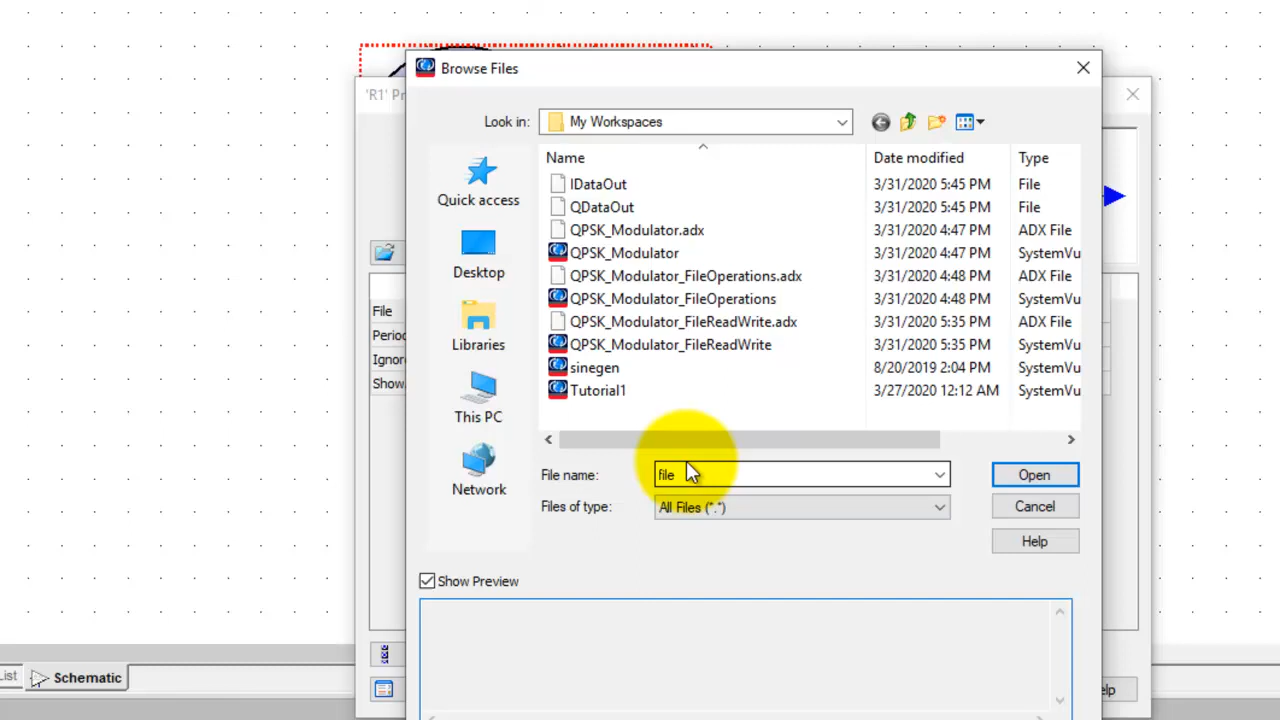 Browse Files
'R1' Pr
Look in: My Workspaces
Name Date modified Type
IDataOut 3/31/2020 5:45 PM File
QDataOut 3/31/2020 5:45 PM File
QPSK_Modulator.adx 3/31/2020 4:47 PM ADX File
QPSK_Modulator 3/31/2020 4:47 PM SystemVu
QPSK_Modulator_FileOperations.adx 3/31/2020 4:48 PM ADX File
QPSK_Modulator_FileOperations 3/31/2020 4:48 PM SystemVu
QPSK_Modulator_FileReadWrite.adx 3/31/2020 5:35 PM ADX File
QPSK_Modulator_FileReadWrite 3/31/2020 5:35 PM SystemVu
sinegen 8/20/2019 2:04 PM SystemVu
Tutorial1 3/27/2020 12:12 AM SystemVu
Quick access
Desktop
Libraries
This PC
Network
File
Perioc
Ignor
Show
File name: file Open
Files of type: All Files (*.*) Cancel
Help
Show Preview
List Schematic
elp